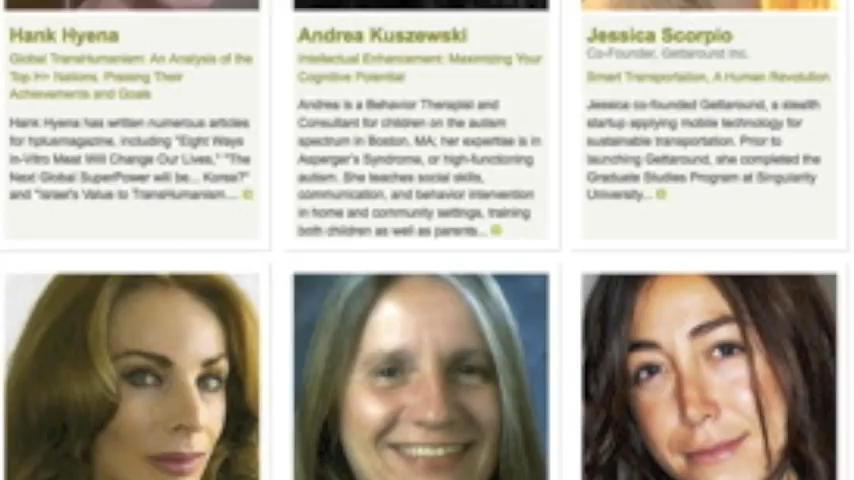 Hank Hyena
Global TransHumanism: An Analysis of the
Top H+ Nations, Praising Their
Achievements and Goals
Hank Hyena has written numerous articles
for hplusmagazine, including "Eight Ways
In-Vitro Meat Will Change Our Lives," "The
Next Global SuperPower will be... Korea?"
and "Israel's Value to TransHumanism...
Andrea Kuszewski
Intellectual Enhancement: Maximizing Your
Cognitive Potential
Andrea is a Behavior Therapist and
Consultant for children on the autism
spectrum in Boston, MA; her expertise is in
Asperger's Syndrome, or high-functioning
autism. She teaches social skills,
communication, and behavior intervention
in home and community settings, training
both children as well as parents...
Jessica Scorpio
Co-Founder, Gettaround Inc.
Smart Transportation, A Human Revolution
Jessica co-founded Gettaround, a stealth
startup applying mobile technology for
sustainable transportation. Prior to
launching Gettaround, she completed the
Graduate Studies Program at Singularity
University...